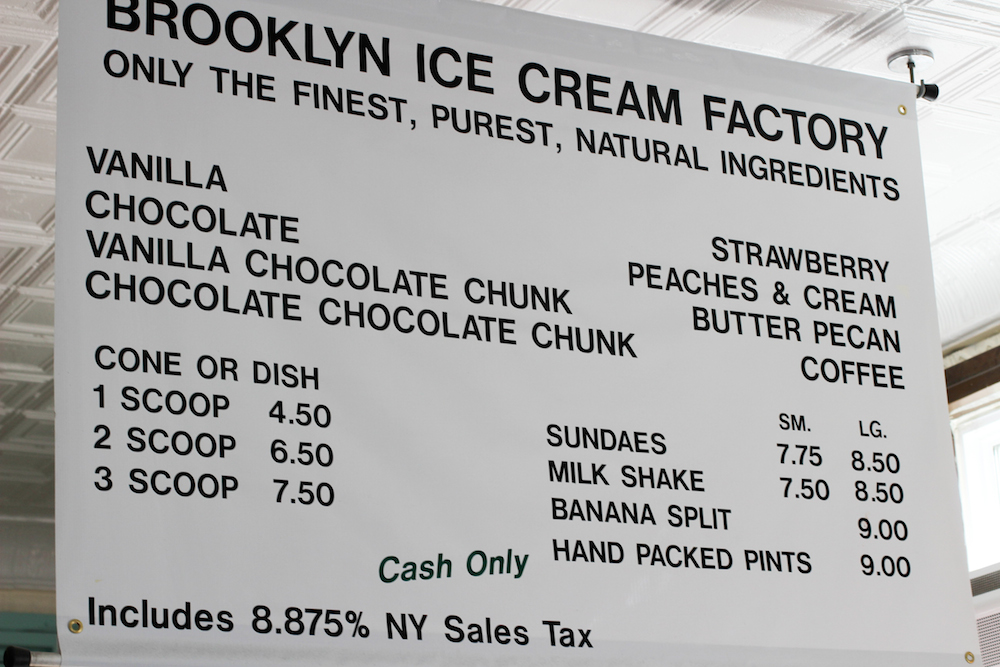 BROOKLYN ICE CREAM FACTORY
ONLY THE FINEST, PUREST, NATURAL INGREDIENTS
VANILLA
CHOCOLATE
VANILLA CHOCOLATE CHUNK
CHOCOLATE CHOCOLATE CHUNK
STRAWBERRY
PEACHES & CREAM
BUTTER PECAN
COFFEE
CONE OR DISH
1 SCOOP 4.50
2 SCOOP 6.50
3 SCOOP 7.50
SM. LG.
SUNDAES 7.75 8.50
MILK SHAKE 7.50 8.50
BANANA SPLIT 9.00
HAND PACKED PINTS 9.00
Cash Only
Includes 8.875% NY Sales Tax